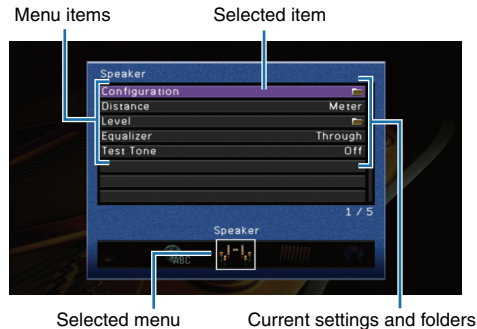 Menu items
Selected item
Speaker
Configuration
Distance Meter
Level
Equalizer Through
Test Tone Off
1 / 5
Speaker
ABC
Selected menu
Current settings and folders